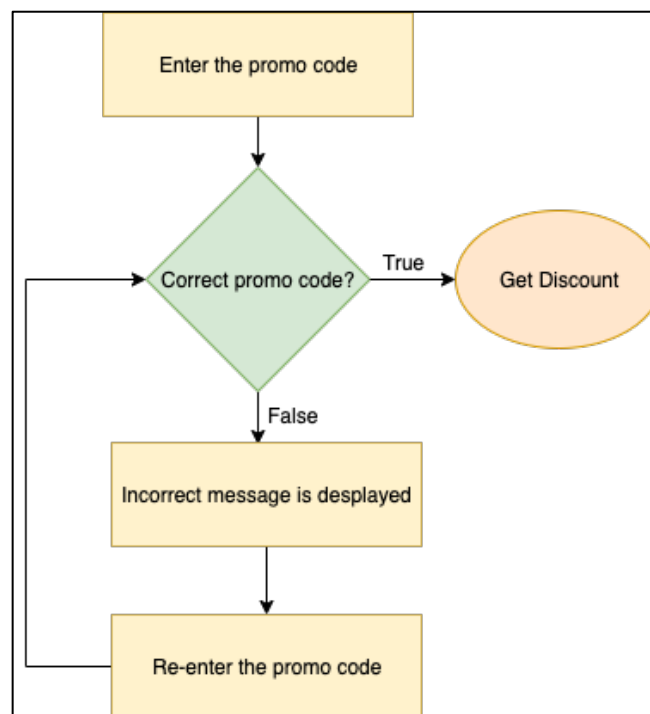 Enter the promo code
Correct promo code?
True
Get Discount
False
Incorrect message is desplayed
Re-enter the promo code